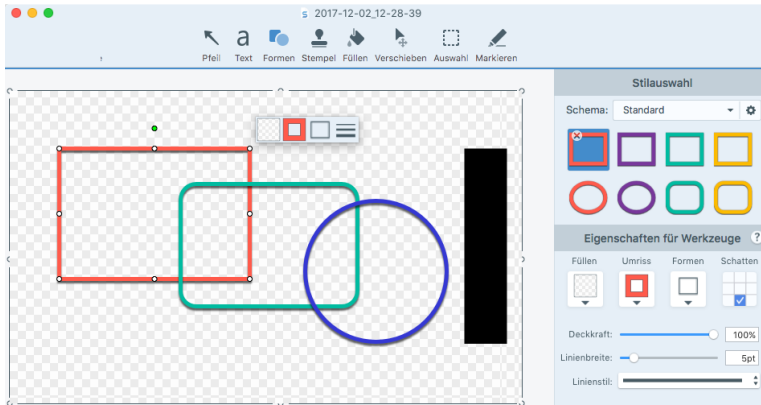 2017-12-02_12-28-39
Pfeil Text Formen Stempel Füllen Verschieben Auswahl Markieren
Stilauswahl
Schema: Standard
Eigenschaften für Werkzeuge ?
Füllen Umriss Formen Schatten
Deckkraft: 100%
Linienbreite: 5pt
Linienstil: